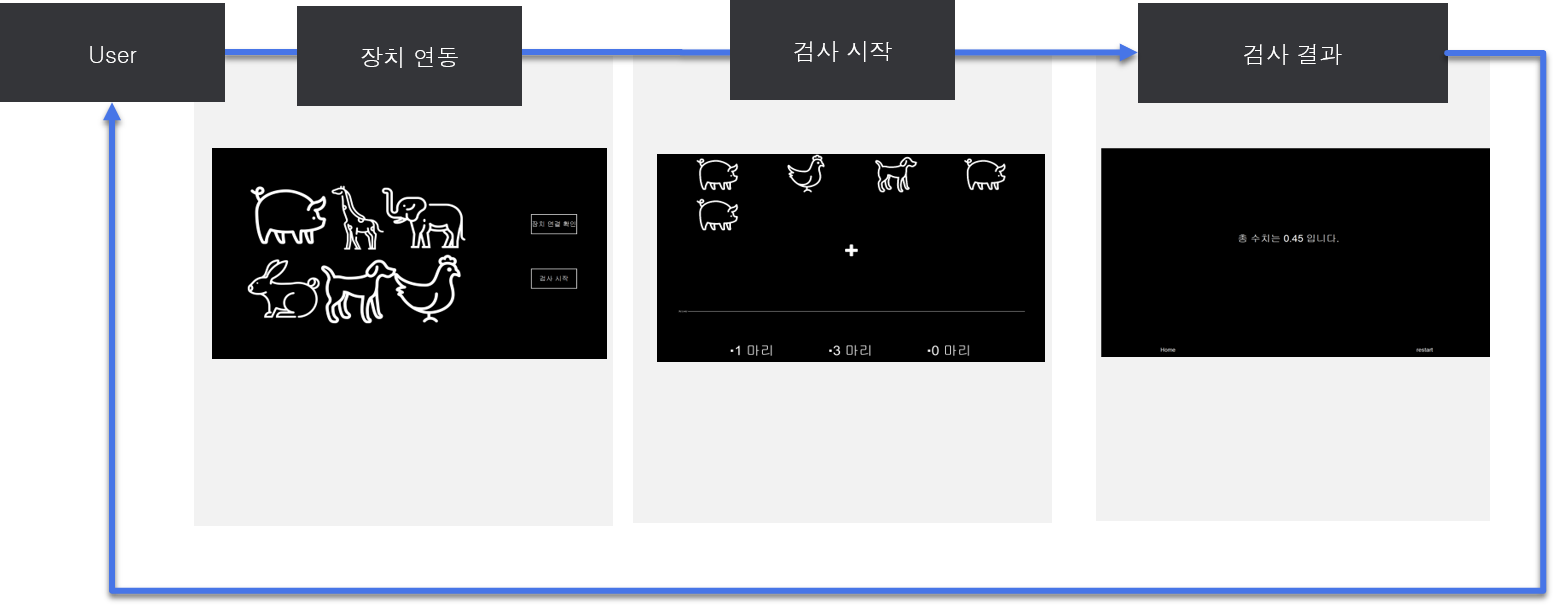 User
장치 연동
검사 시작
검사 결과
장치 연결 확인
검사 시작
•1 마리
•3 마리
•0 마리
총 수치는 0.45 입니다.
Home
restart